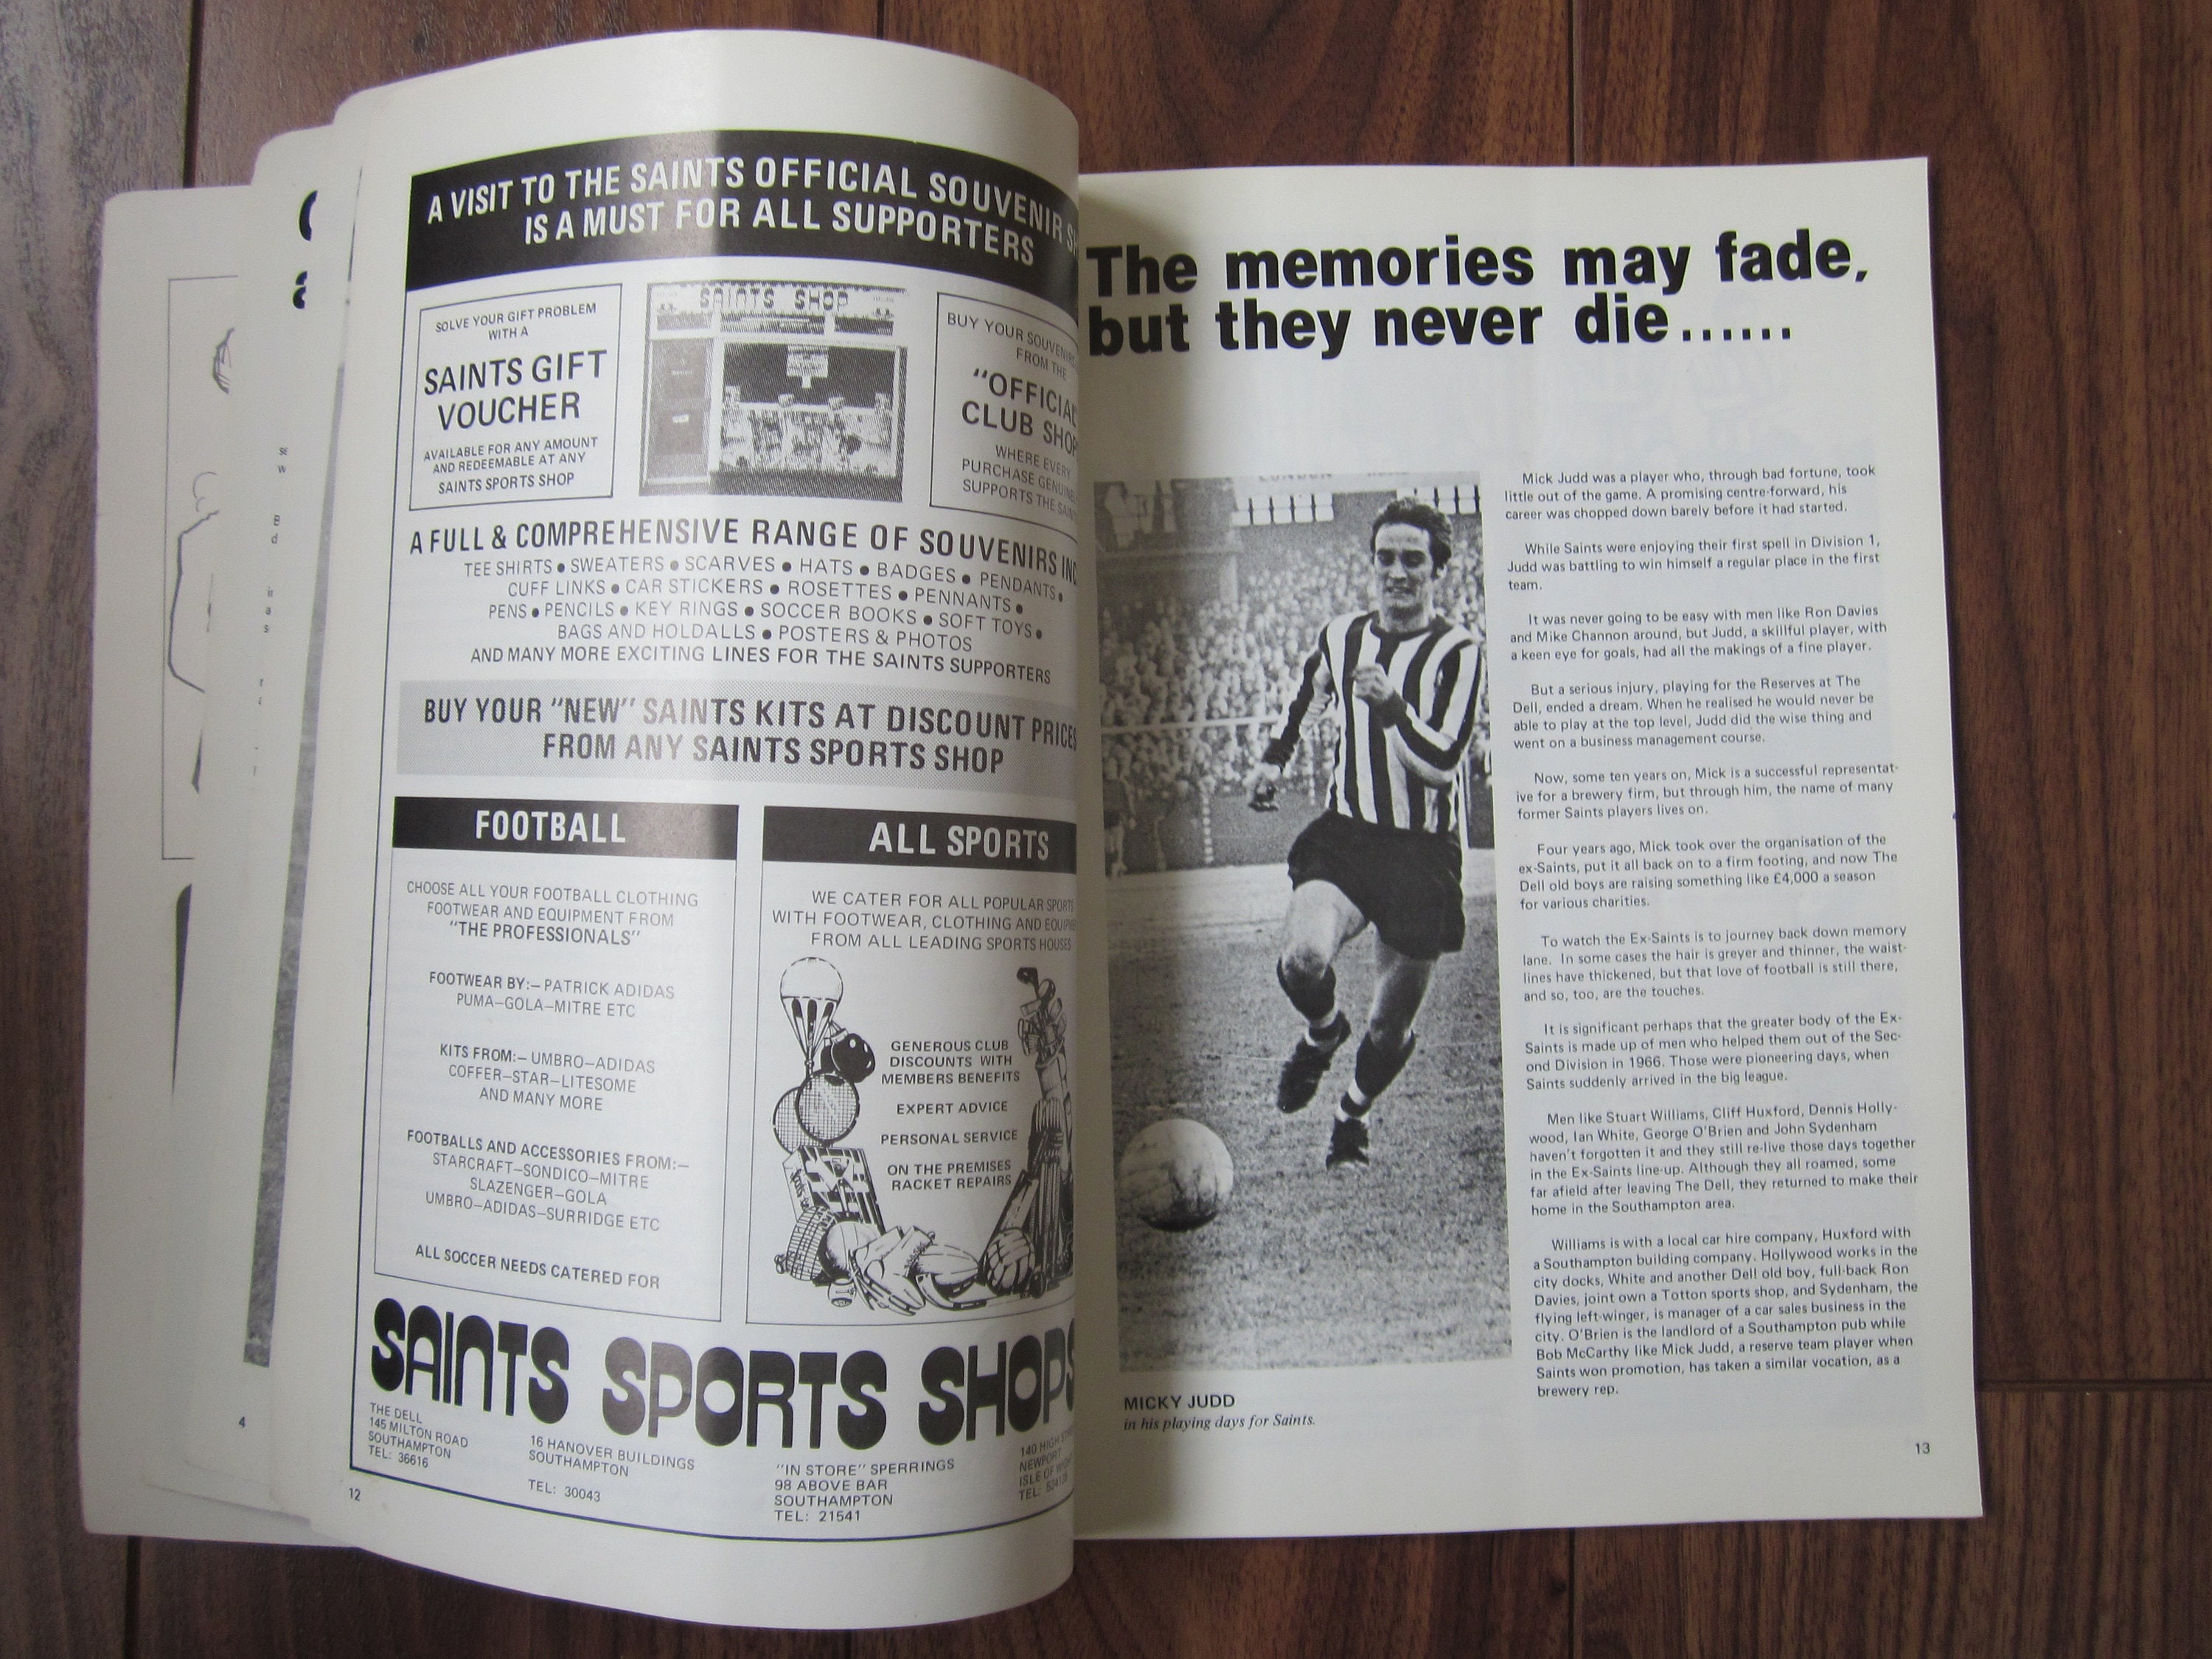 A VISIT TO THE SAINTS OFFICIAL SOUVENIR
IS A MUST FOR ALL SUPPORTERS
SOLVE YOUR GIFT PROBLEM
WITH A
SAINTS GIFT
VOUCHER
AVAILABLE FOR ANY AMOUNT
AND REDEEMABLE AT ANY
SAINTS SPORTS SHOP
SAINTS SHOP
BUY YOUR SOUVENIRS
FROM THE
"OFFICIAL"
CLUB SHOP
WHERE EVERY
PURCHASE GENUINELY
SUPPORTS THE SAINTS
A FULL & COMPREHENSIVE RANGE OF SOUVENIRS INC
TEE SHIRTS ● SWEATERS ● SCARVES ● HATS ● BADGES ● PENDANTS ●
CUFF LINKS ● CAR STICKERS ● ROSETTES ● PENNANTS ●
PENS ● PENCILS ● KEY RINGS ● SOCCER BOOKS ● SOFT TOYS ●
BAGS AND HOLDALLS ● POSTERS & PHOTOS
AND MANY MORE EXCITING LINES FOR THE SAINTS SUPPORTERS
BUY YOUR "NEW" SAINTS KITS AT DISCOUNT PRICES
FROM ANY SAINTS SPORTS SHOP
FOOTBALL
CHOOSE ALL YOUR FOOTBALL CLOTHING
FOOTWEAR AND EQUIPMENT FROM
"THE PROFESSIONALS"
FOOTWEAR BY:– PATRICK ADIDAS
PUMA–GOLA–MITRE ETC
KITS FROM:– UMBRO–ADIDAS
COFFER–STAR–LITESOME
AND MANY MORE
FOOTBALLS AND ACCESSORIES FROM:–
STARCRAFT–SONDICO–MITRE
SLAZENGER–GOLA
UMBRO–ADIDAS–SURRIDGE ETC
ALL SOCCER NEEDS CATERED FOR
ALL SPORTS
WE CATER FOR ALL POPULAR SPORTS
WITH FOOTWEAR, CLOTHING AND EQUIPMENT
FROM ALL LEADING SPORTS HOUSES
GENEROUS CLUB
DISCOUNTS WITH
MEMBERS BENEFITS
EXPERT ADVICE
PERSONAL SERVICE
ON THE PREMISES
RACKET REPAIRS
SAINTS SPORTS SHOPS
THE DELL
145 MILTON ROAD
SOUTHAMPTON
TEL: 36616
16 HANOVER BUILDINGS
SOUTHAMPTON
TEL: 30043
"IN STORE" SPERRINGS
98 ABOVE BAR
SOUTHAMPTON
TEL: 21541
140 HIGH
NEWPORT
ISLE OF
TEL:
4
12
The memories may fade,
but they never die......
Mick Judd was a player who, through bad fortune, took
little out of the game. A promising centre-forward, his
career was chopped down barely before it had started.
While Saints were enjoying their first spell in Division 1,
Judd was battling to win himself a regular place in the first
team.
It was never going to be easy with men like Ron Davies
and Mike Channon around, but Judd, a skillful player, with
a keen eye for goals, had all the makings of a fine player.
But a serious injury, playing for the Reserves at The
Dell, ended a dream. When he realised he would never be
able to play at the top level, Judd did the wise thing and
went on a business management course.
Now, some ten years on, Mick is a successful representat-
ive for a brewery firm, but through him, the name of many
former Saints players lives on.
Four years ago, Mick took over the organisation of the
ex-Saints, put it all back on to a firm footing, and now The
Dell old boys are raising something like £4,000 a season
for various charities.
To watch the Ex-Saints is to journey back down memory
lane. In some cases the hair is greyer and thinner, the waist-
lines have thickened, but that love of football is still there,
and so, too, are the touches.
It is significant perhaps that the greater body of the Ex-
Saints is made up of men who helped them out of the Sec-
ond Division in 1966. Those were pioneering days, when
Saints suddenly arrived in the big league.
Men like Stuart Williams, Cliff Huxford, Dennis Holly-
wood, Ian White, George O'Brien and John Sydenham
haven't forgotten it and they still re-live those days together
in the Ex-Saints line-up. Although they all roamed, some
far afield after leaving The Dell, they returned to make their
home in the Southampton area.
Williams is with a local car hire company, Huxford with
a Southampton building company. Hollywood works in the
city docks, White and another Dell old boy, full-back Ron
Davies, joint own a Totton sports shop, and Sydenham, the
flying left-winger, is manager of a car sales business in the
city. O'Brien is the landlord of a Southampton pub while
Bob McCarthy like Mick Judd, a reserve team player when
Saints won promotion, has taken a similar vocation, as a
brewery rep.
MICKY JUDD
in his playing days for Saints.
13